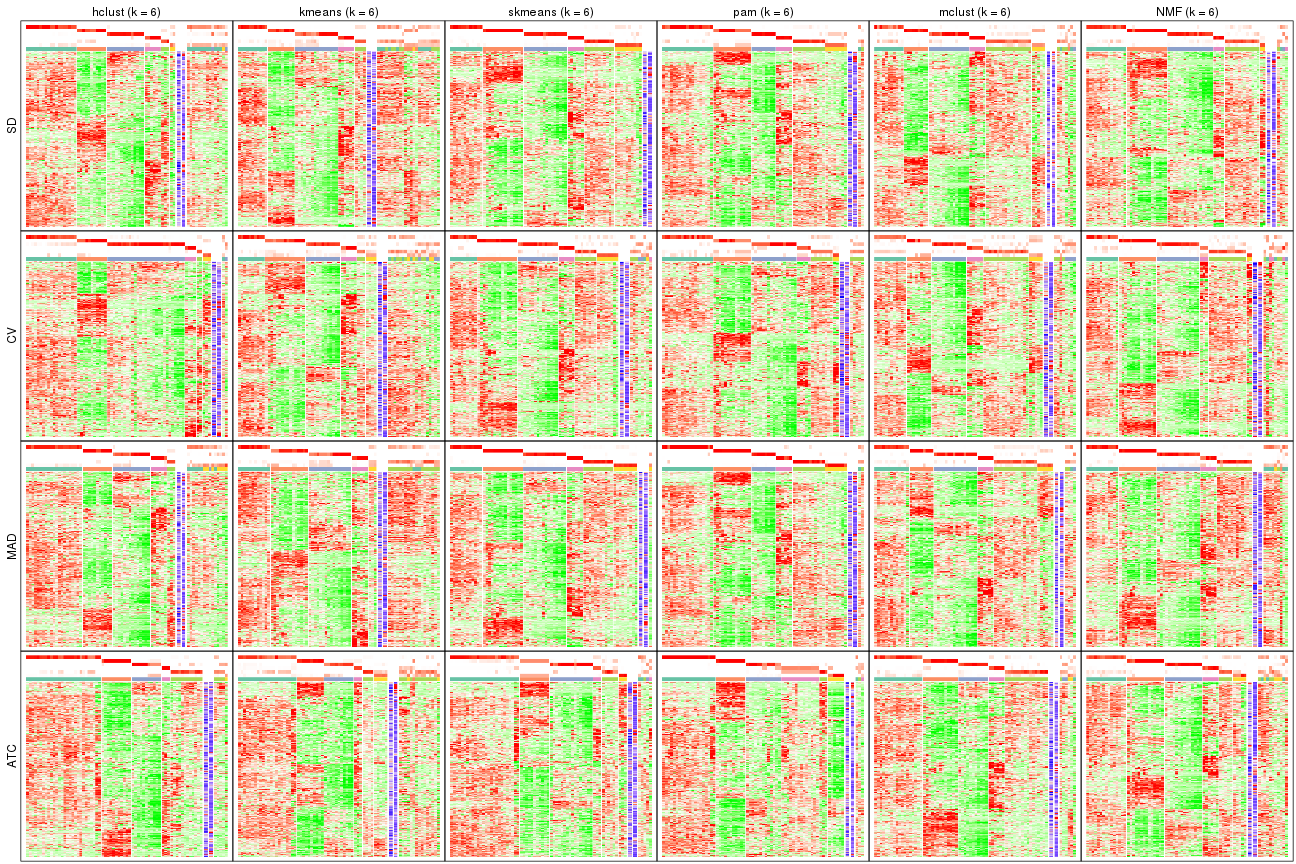 hclust (k = 6) kmeans (k = 6) skmeans (k = 6) pam (k = 6) mclust (k = 6) NMF (k = 6)
SD
CV
MAD
ATC